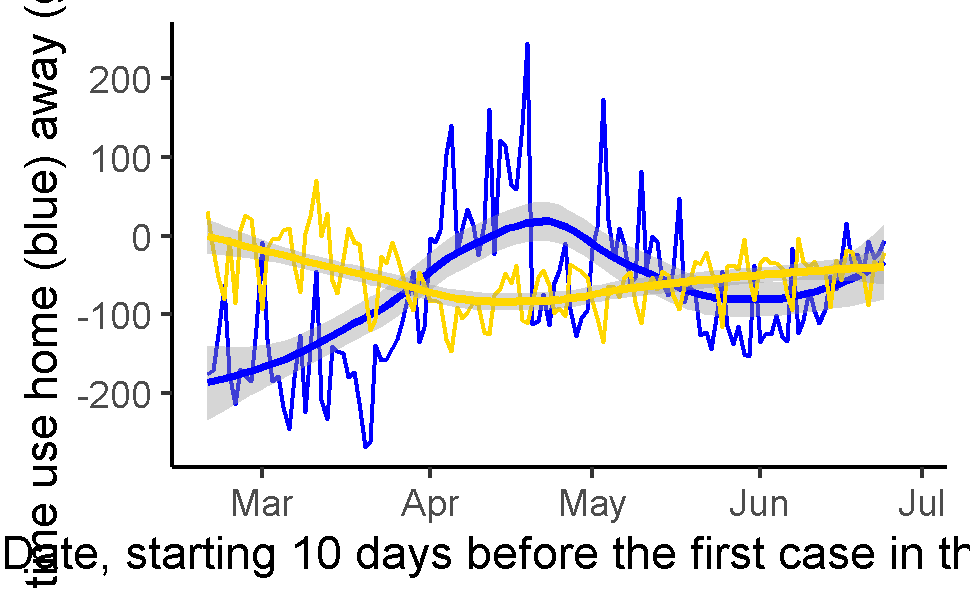 time use home (blue) away (
200
100
0
-100
-200
Mar Apr May Jun Jul
Date, starting 10 days before the first case in th